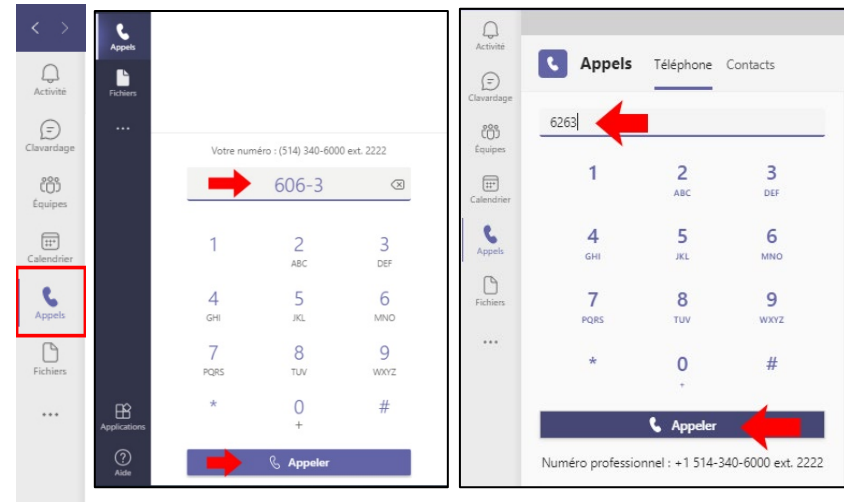 Activité
Clavardage
Équipes
Calendrier
Appels
Fichiers
...
Appels
Fichiers
...
Applications
Aide
Votre numéro : (514) 340-6000 ext. 2222
606-3
1 2 3
ABC DEF
4 5 6
GHI JKL MNO
7 8 9
PQRS TUV WXYZ
* 0 #
+
Appeler
Activité
Clavardage
Équipes
Calendrier
Appels
Fichiers
...
Appels Téléphone Contacts
6263
1 2 3
ABC DEF
4 5 6
GHI JKL MNO
7 8 9
PQRS TUV WXYZ
* 0 #
+
Appeler
Numéro professionnel : +1 514-340-6000 ext. 2222